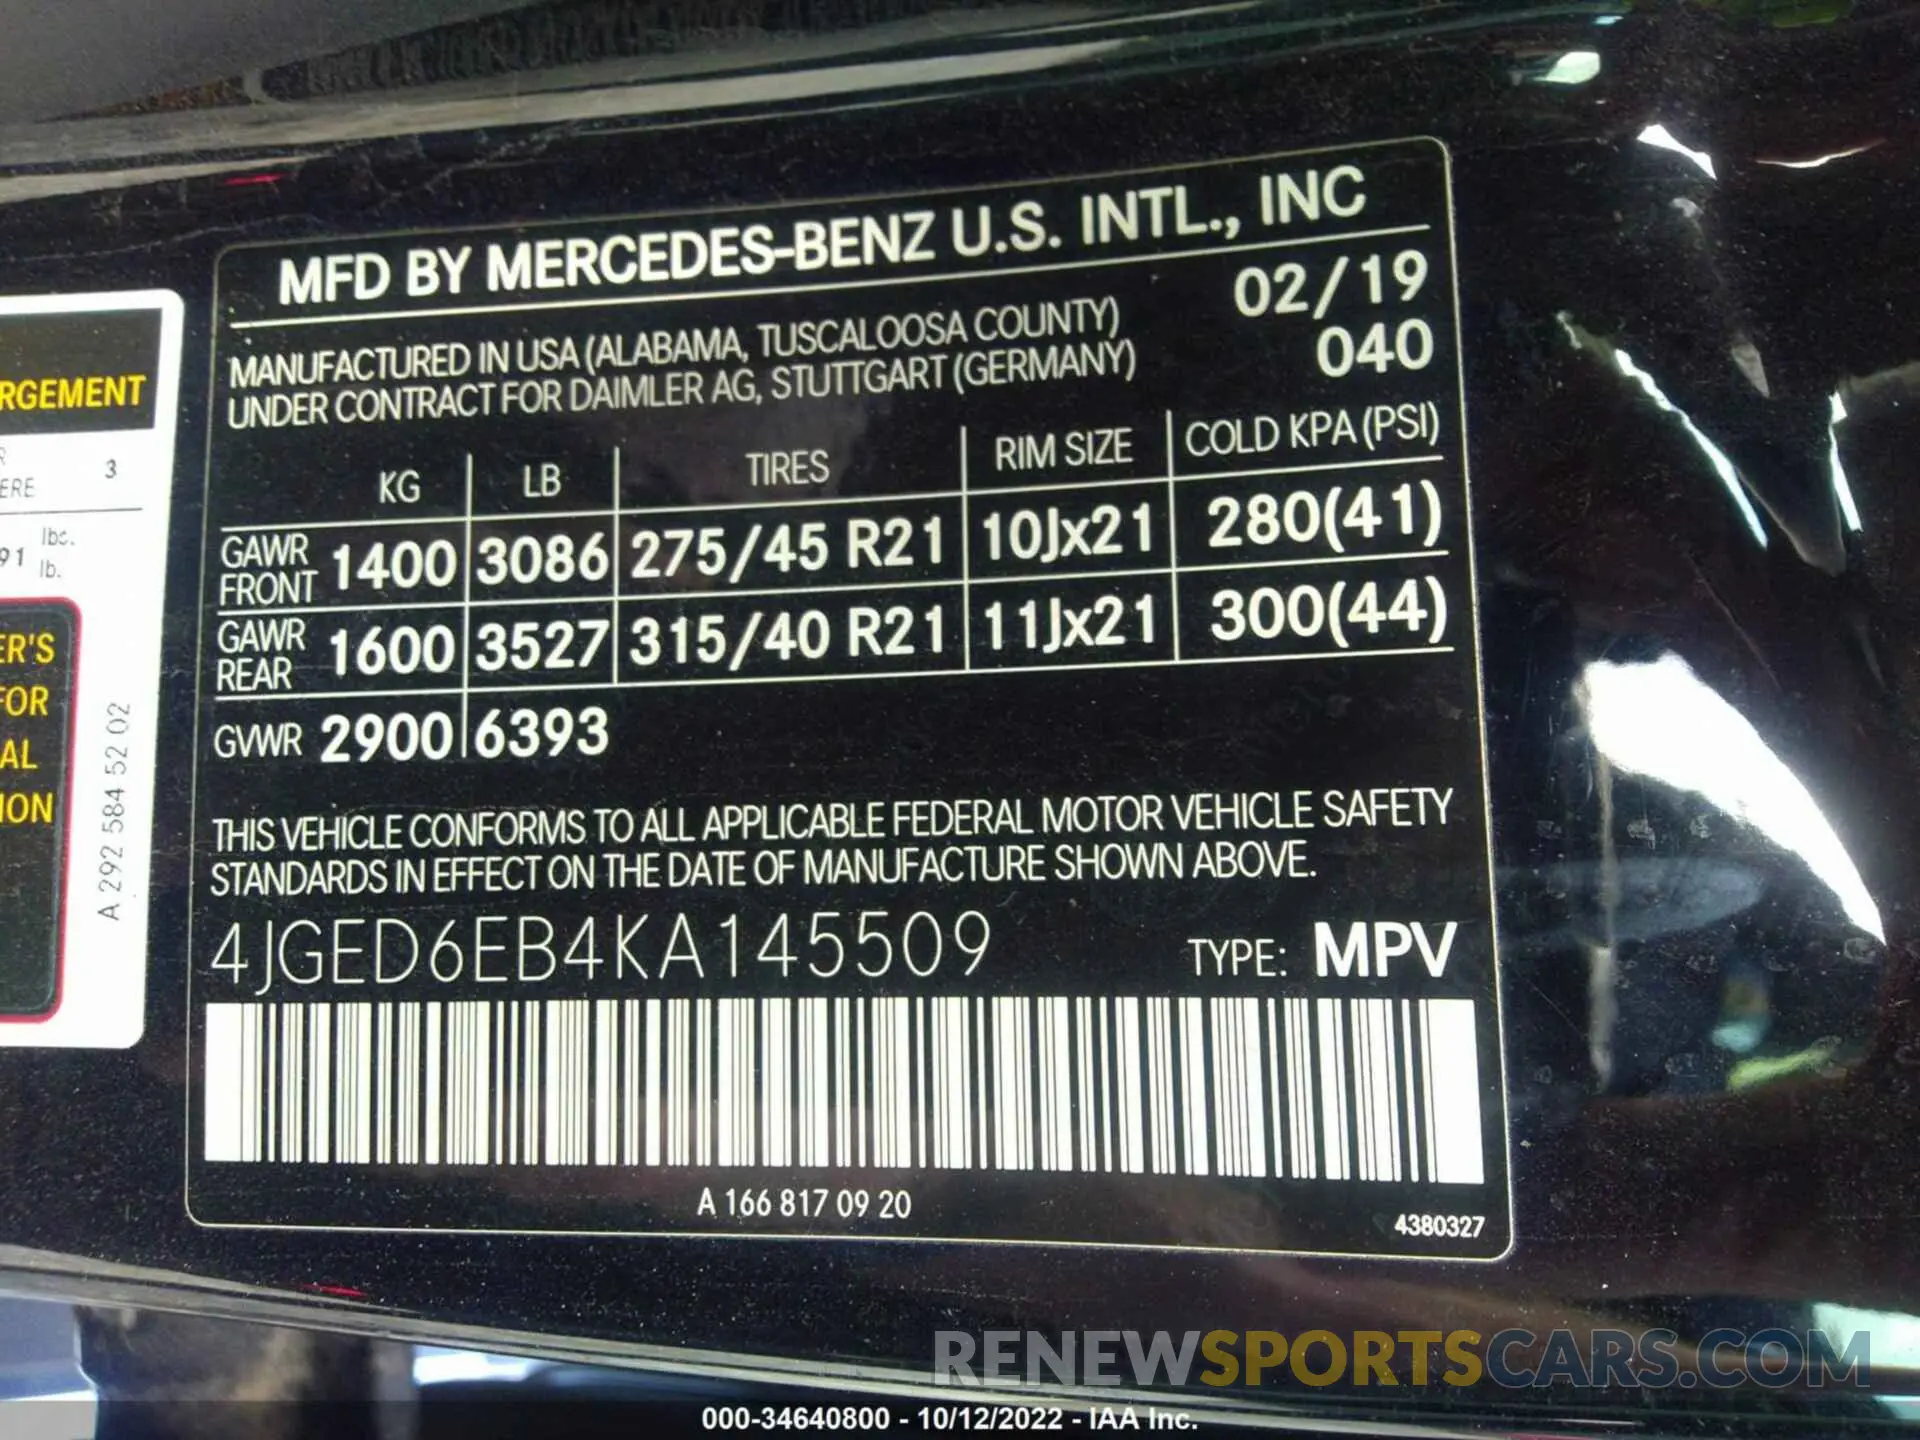 MFD BY MERCEDES-BENZ U.S. INTL., INC
MANUFACTURED IN USA (ALABAMA, TUSCALOOSA COUNTY) 02/19
UNDER CONTRACT FOR DAIMLER AG, STUTTGART (GERMANY) 040
KG LB TIRES RIM SIZE COLD KPA (PSI)
GAWR FRONT 1400 3086 275/45 R21 10Jx21 280(41)
GAWR REAR 1600 3527 315/40 R21 11Jx21 300(44)
GVWR 2900 6393
THIS VEHICLE CONFORMS TO ALL APPLICABLE FEDERAL MOTOR VEHICLE SAFETY
STANDARDS IN EFFECT ON THE DATE OF MANUFACTURE SHOWN ABOVE.
4JGED6EB4KA145509 TYPE: MPV
A 166 817 09 20
4380327
RGEMENT
R
ERE 3
91 lbs.
lb.
ER'S
FOR
AL
ION
A 292 584 52 02
RENEWSPORTSCARS.COM
000-34640800 - 10/12/2022 - IAA Inc.